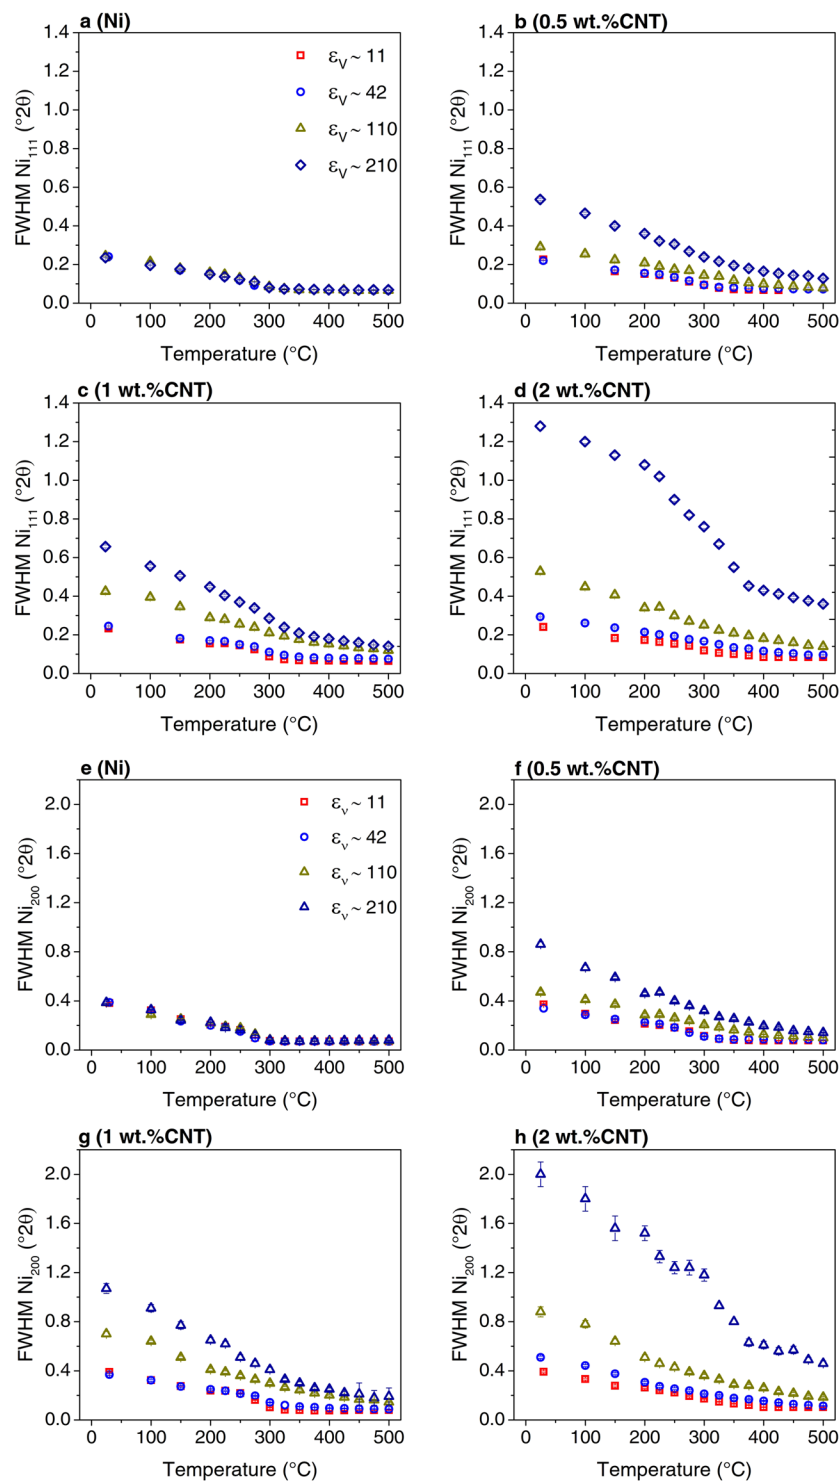 a (Ni)
1.4
1.2
1.0
0.8
0.6
0.4
0.2
0.0
FWHM Ni111 (°2θ)
0 100 200 300 400 500
Temperature (°C)
εV ~ 11
εV ~ 42
εV ~ 110
εV ~ 210
b (0.5 wt.%CNT)
1.4
1.2
1.0
0.8
0.6
0.4
0.2
0.0
FWHM Ni111 (°2θ)
0 100 200 300 400 500
Temperature (°C)
c (1 wt.%CNT)
1.4
1.2
1.0
0.8
0.6
0.4
0.2
0.0
FWHM Ni111 (°2θ)
0 100 200 300 400 500
Temperature (°C)
d (2 wt.%CNT)
1.4
1.2
1.0
0.8
0.6
0.4
0.2
0.0
FWHM Ni111 (°2θ)
0 100 200 300 400 500
Temperature (°C)
e (Ni)
2.0
1.6
1.2
0.8
0.4
0.0
FWHM Ni200 (°2θ)
0 100 200 300 400 500
Temperature (°C)
εν ~ 11
εν ~ 42
εν ~ 110
εν ~ 210
f (0.5 wt.%CNT)
2.0
1.6
1.2
0.8
0.4
0.0
FWHM Ni200 (°2θ)
0 100 200 300 400 500
Temperature (°C)
g (1 wt.%CNT)
2.0
1.6
1.2
0.8
0.4
0.0
FWHM Ni200 (°2θ)
0 100 200 300 400 500
Temperature (°C)
h (2 wt.%CNT)
2.0
1.6
1.2
0.8
0.4
0.0
FWHM Ni200 (°2θ)
0 100 200 300 400 500
Temperature (°C)